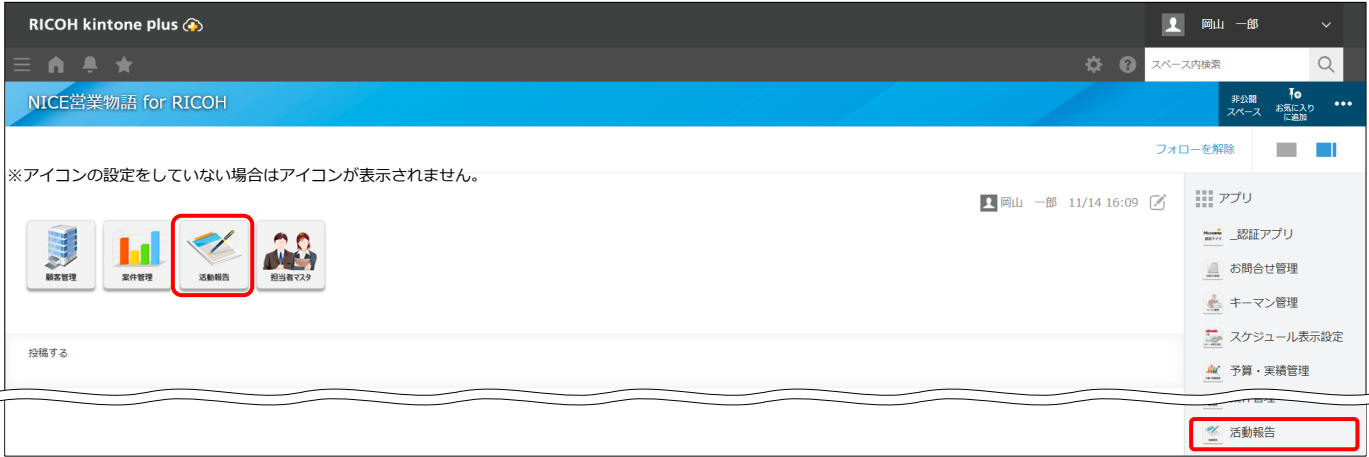 RICOH kintone plus
岡山 一郎
スペース内検索
NICE営業物語 for RICOH
非公開
スペース
お気に入り
に追加
フォローを解除
※アイコンの設定をしていない場合はアイコンが表示されません。
岡山 一郎 11/14 16:09
アプリ
顧客管理
案件管理
活動報告
担当者マスタ
_認証アプリ
お問合せ管理
キーマン管理
スケジュール表示設定
予算・実績管理
投稿する
活動報告